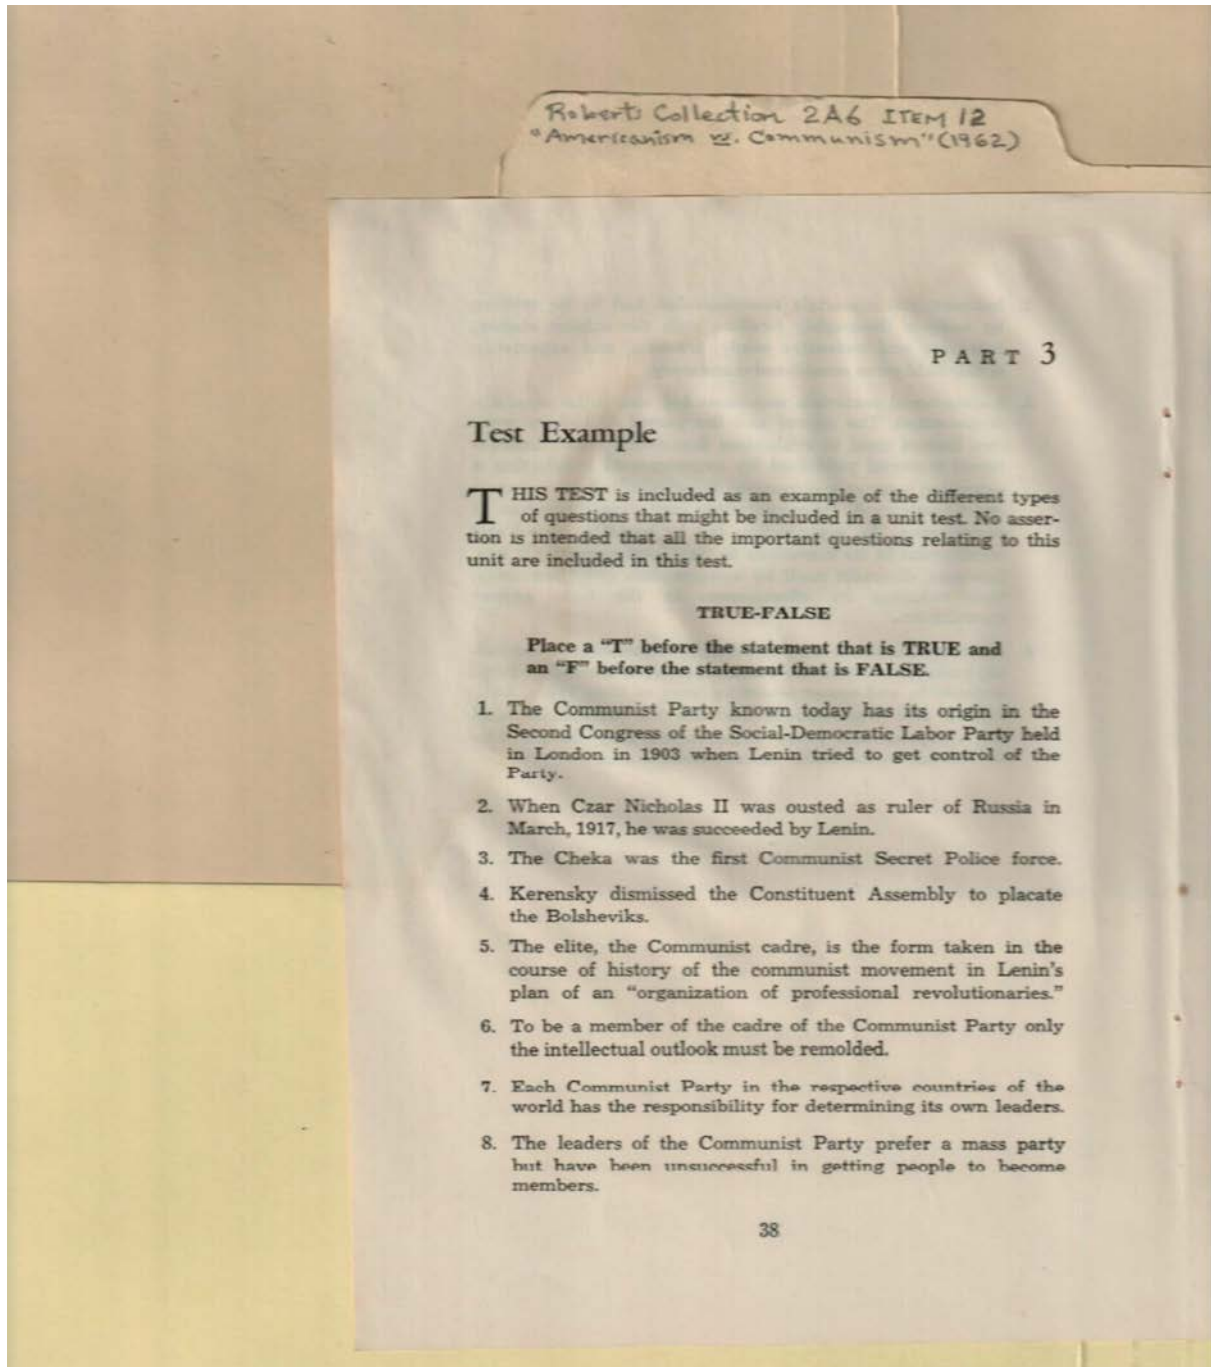 Roberts Collection 2A6 ITEM 12
"Americanism vs. Communism" (1962)
PART 3
Test Example
THIS TEST is included as an example of the different types
of questions that might be included in a unit test. No asser-
tion is intended that all the important questions relating to this
unit are included in this test.
TRUE-FALSE
Place a “T” before the statement that is TRUE and
an “F” before the statement that is FALSE.
1. The Communist Party known today has its origin in the
Second Congress of the Social-Democratic Labor Party held
in London in 1903 when Lenin tried to get control of the
Party.
2. When Czar Nicholas II was ousted as ruler of Russia in
March, 1917, he was succeeded by Lenin.
3. The Cheka was the first Communist Secret Police force.
4. Kerensky dismissed the Constituent Assembly to placate
the Bolsheviks.
5. The elite, the Communist cadre, is the form taken in the
course of history of the communist movement in Lenin’s
plan of an “organization of professional revolutionaries.”
6. To be a member of the cadre of the Communist Party only
the intellectual outlook must be remolded.
7. Each Communist Party in the respective countries of the
world has the responsibility for determining its own leaders.
8. The leaders of the Communist Party prefer a mass party
but have been unsuccessful in getting people to become
members.
38